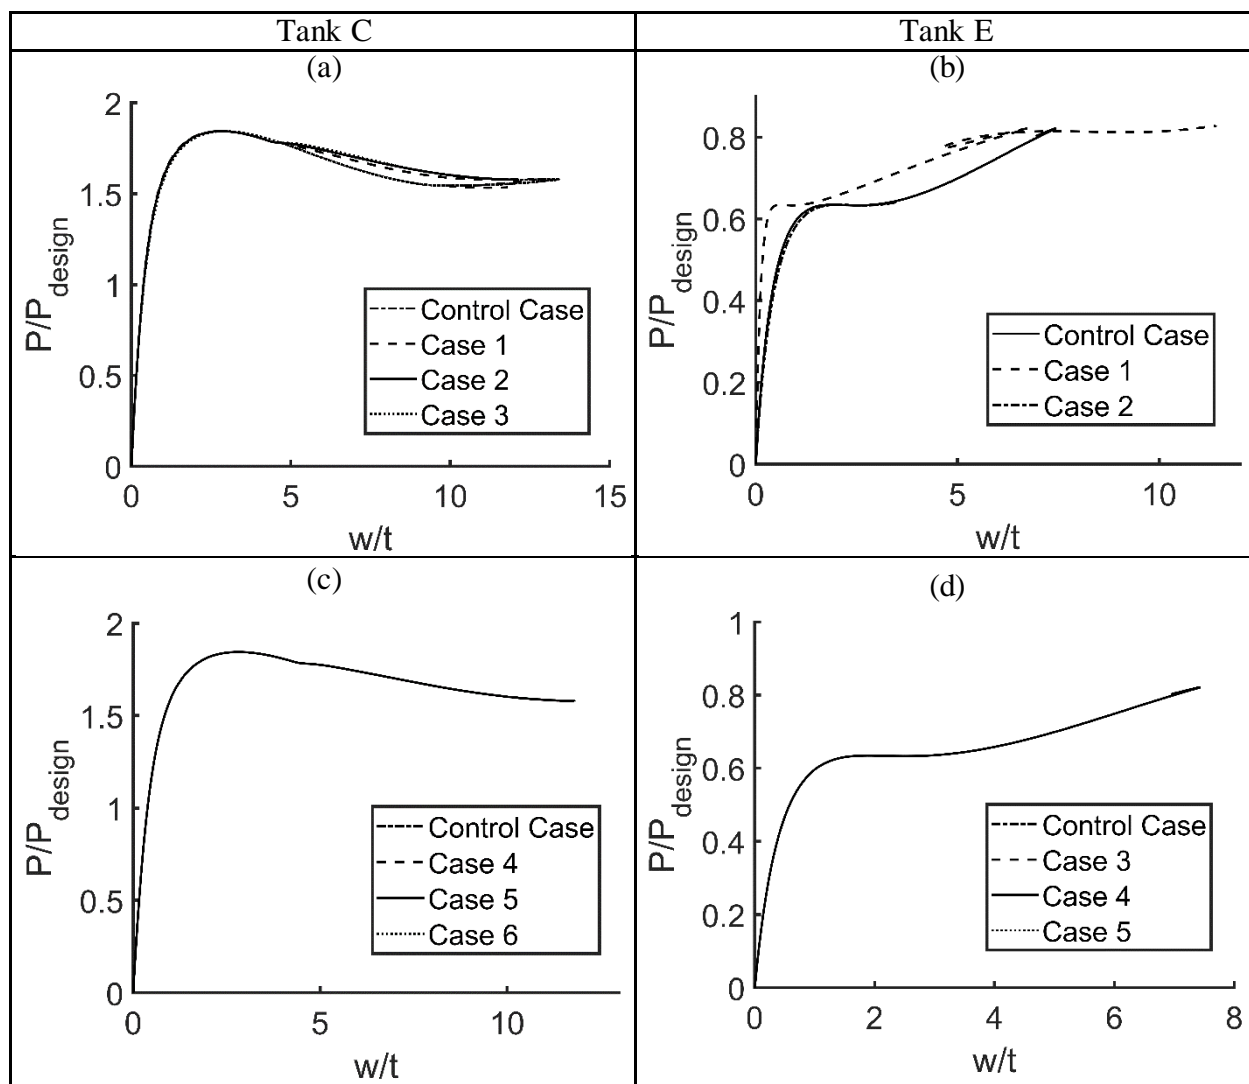 Tank C
Tank E
(a)
2
1.5
1
0.5
0
0
5
10
15
P/P_design
w/t
Control Case
Case 1
Case 2
Case 3
(b)
0.8
0.6
0.4
0.2
0
0
5
10
P/P_design
w/t
Control Case
Case 1
Case 2
(c)
2
1.5
1
0.5
0
0
5
10
P/P_design
w/t
Control Case
Case 4
Case 5
Case 6
(d)
1
0.8
0.6
0.4
0.2
0
0
2
4
6
8
P/P_design
w/t
Control Case
Case 3
Case 4
Case 5